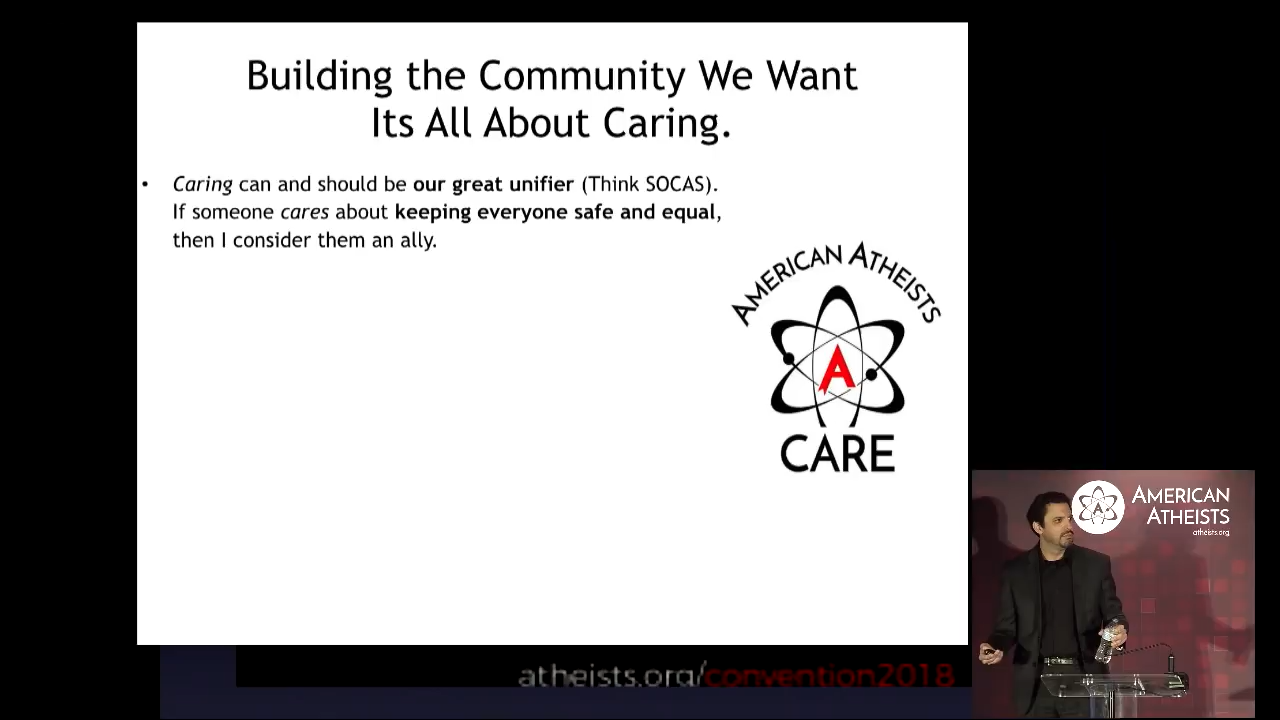 Building the Community We Want
Its All About Caring.
• Caring can and should be our great unifier (Think SOCAS).
If someone cares about keeping everyone safe and equal,
then I consider them an ally.
AMERICAN ATHEISTS
A
CARE
A
AMERICAN
ATHEISTS
atheists.org
atheists.org/convention2018